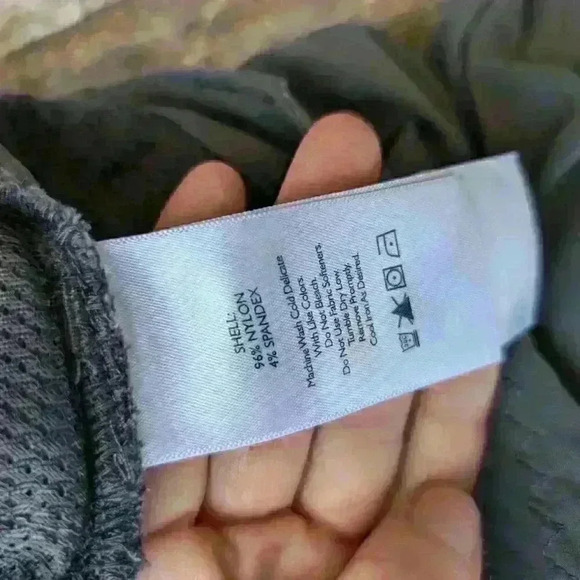 SHELL:
96% NYLON
4% SPANDEX
Machine Wash Cold Delicate
With Like Colors.
Do Not Bleach.
Do Not Use Fabric Softeners.
Tumble Dry Low.
Remove Promptly.
Cool Iron As Desired.